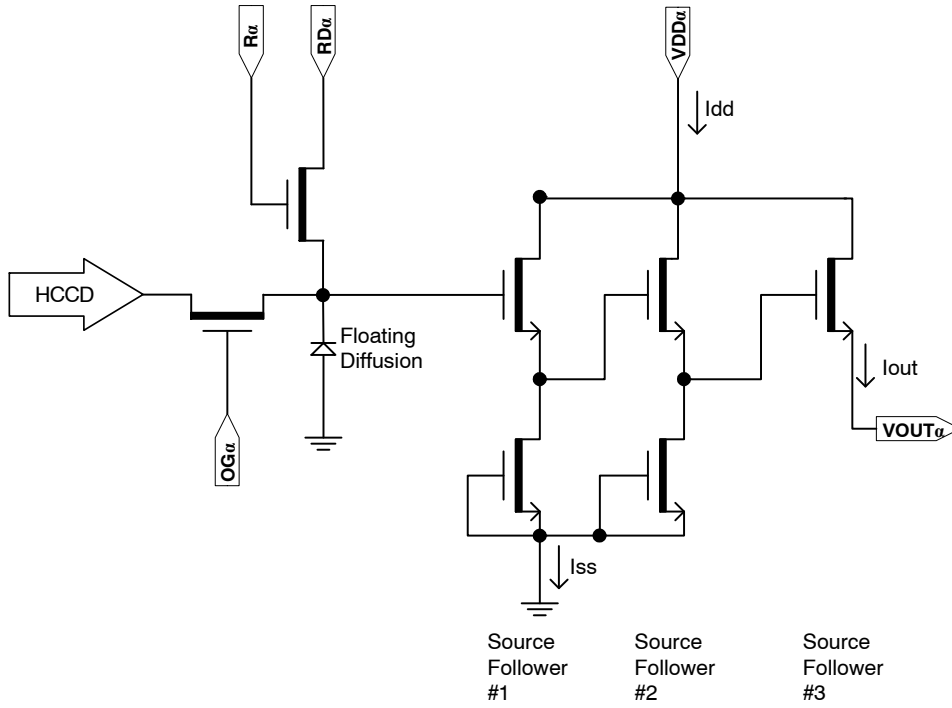 Rα
RDα
VDDα
Idd
HCCD
Floating
Diffusion
Iout
VOUTα
OGα
Iss
Source
Follower
#1
Source
Follower
#2
Source
Follower
#3